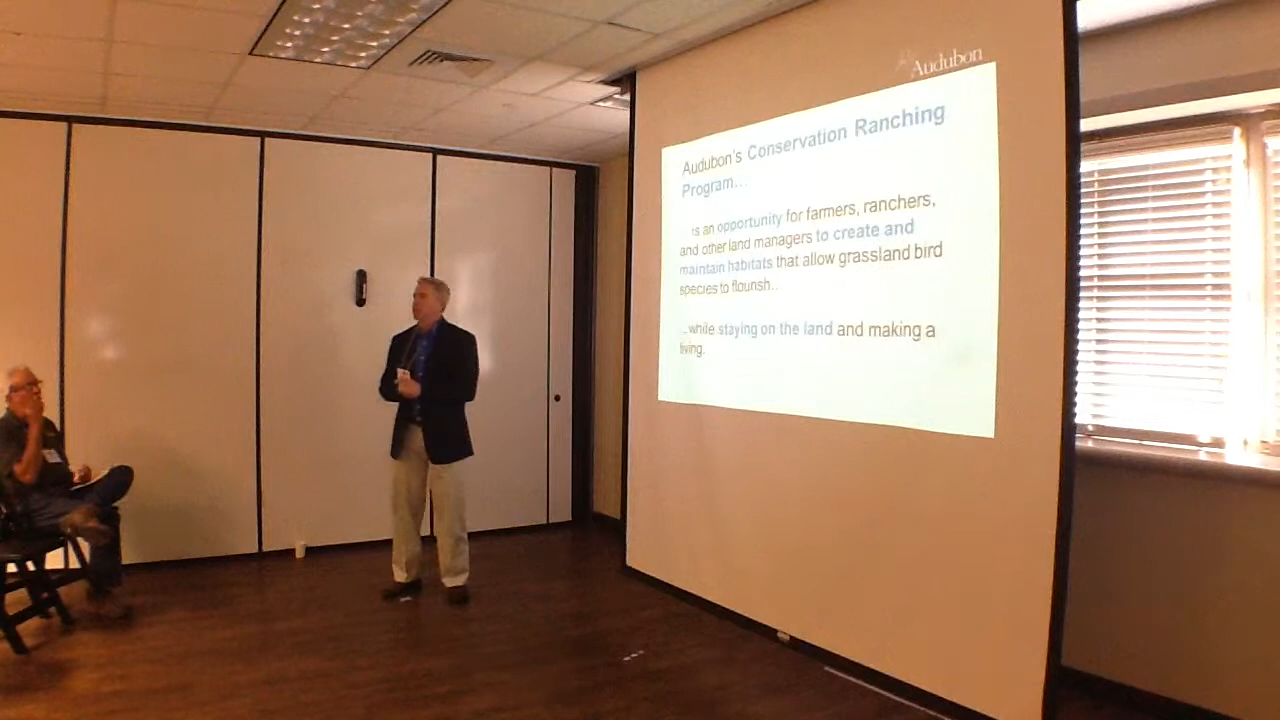 Audubon
Audubon's Conservation Ranching
Program...
...is an opportunity for farmers, ranchers,
and other land managers to create and
maintain habitats that allow grassland bird
species to flourish..
...while staying on the land and making a
living.